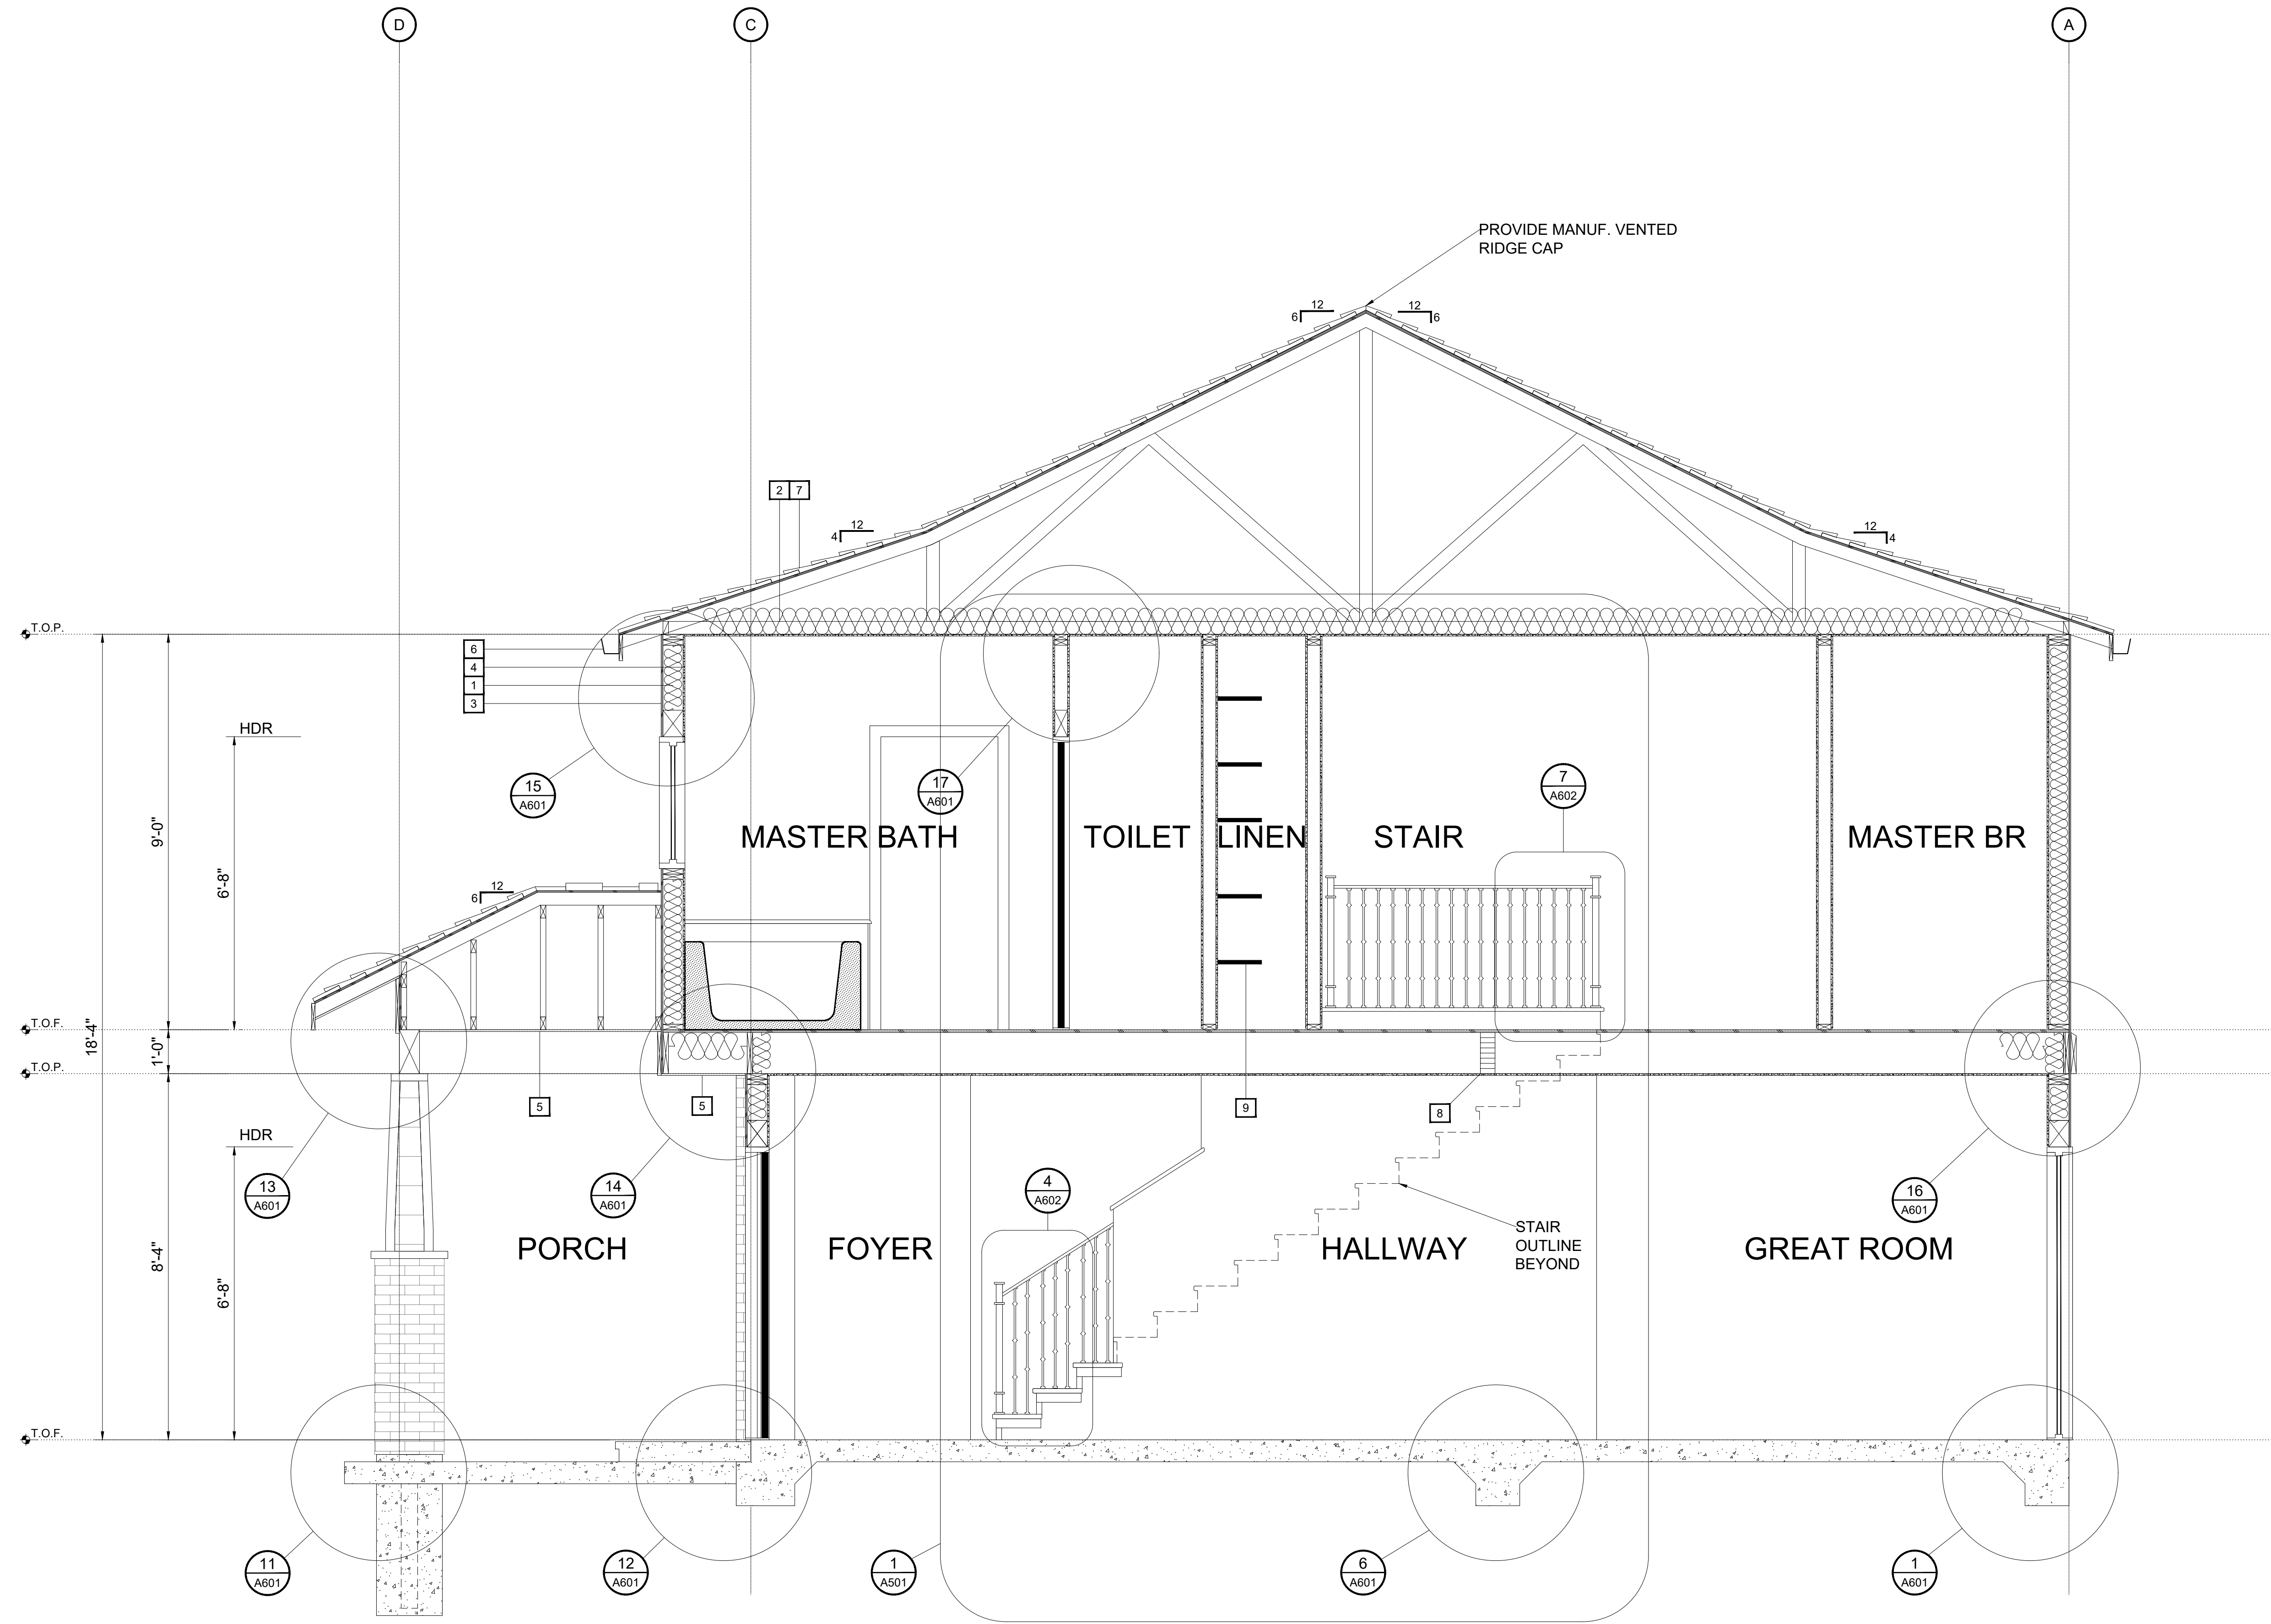 D
C
A
PROVIDE MANUF. VENTED
RIDGE CAP
12
6
12
6
2 7
12
4
12
4
T.O.P.
6
4
1
3
HDR
15
A601
17
A601
7
A602
9'-0"
6'-8"
MASTER BATH
TOILET
LINEN
STAIR
MASTER BR
12
6
T.O.F.
18'-4"
1'-0"
T.O.P.
5
5
9
8
HDR
13
A601
14
A601
4
A602
16
A601
8'-4"
6'-8"
PORCH
FOYER
HALLWAY
STAIR
OUTLINE
BEYOND
GREAT ROOM
T.O.F.
11
A601
12
A601
1
A501
6
A601
1
A601